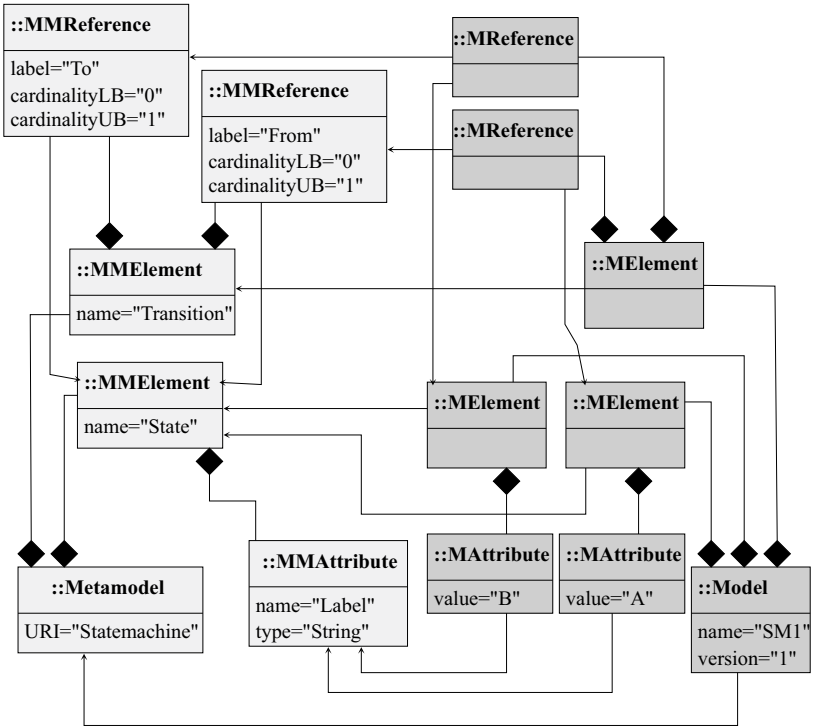 ::MMReference
label="To"
cardinalityLB="0"
cardinalityUB="1"
::MReference
::MMReference
label="From"
cardinalityLB="0"
cardinalityUB="1"
::MReference
::MMElement
name="Transition"
::MElement
::MMElement
name="State"
::MElement
::MElement
::Metamodel
URI="Statemachine"
::MMAttribute
name="Label"
type="String"
::MAttribute
value="B"
::MAttribute
value="A"
::Model
name="SM1"
version="1"